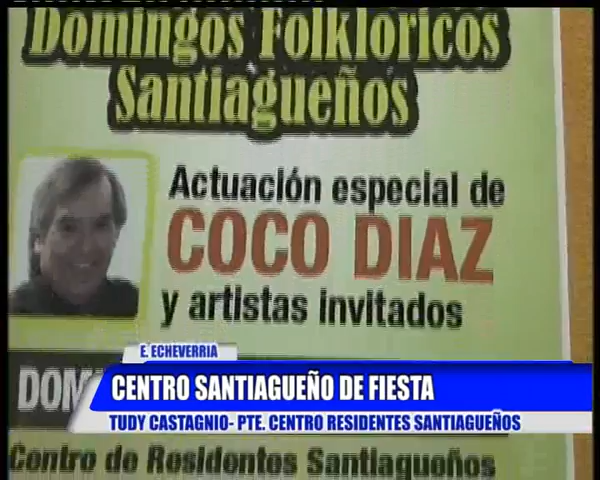 Domingos Folkloricos
Santiagueños
Actuación especial de
COCO DIAZ
y artistas invitados
E. ECHEVERRIA
DOM
CENTRO SANTIAGUEÑO DE FIESTA
TUDY CASTAGNIO- PTE. CENTRO RESIDENTES SANTIAGUEÑOS
Centro de Residentes Santiagueños